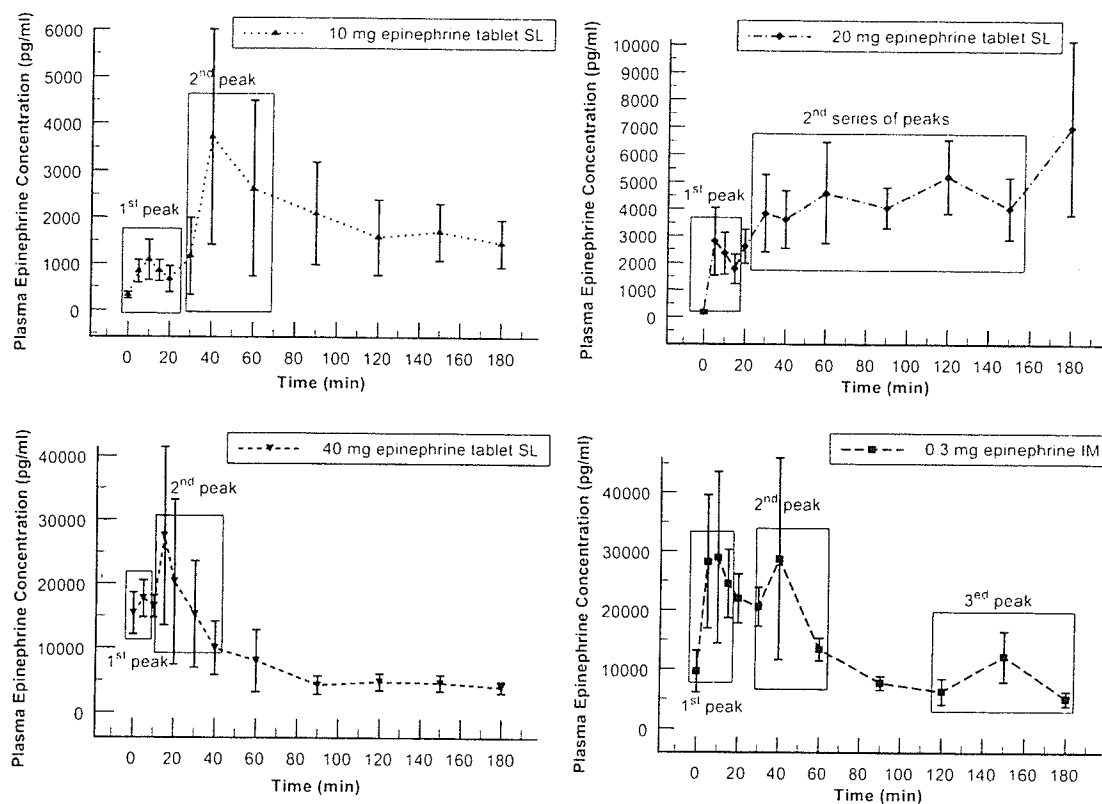 10 mg epinephrine tablet SL
Plasma Epinephrine Concentration (pg/ml)
6000
5000
4000
3000
2000
1000
0
1st peak
2nd peak
0 20 40 60 80 100 120 140 160 180
Time (min)
20 mg epinephrine tablet SL
Plasma Epinephrine Concentration (pg/ml)
10000
9000
8000
7000
6000
5000
4000
3000
2000
1000
0
1st peak
2nd series of peaks
0 20 40 60 80 100 120 140 160 180
Time (min)
40 mg epinephrine tablet SL
Plasma Epinephrine Concentration (pg/ml)
40000
30000
20000
10000
0
2nd peak
1st peak
0 20 40 60 80 100 120 140 160 180
Time (min)
0.3 mg epinephrine IM
Plasma Epinephrine Concentration (pg/ml)
40000
30000
20000
10000
0
2nd peak
3ed peak
1st peak
0 20 40 60 80 100 120 140 160 180
Time (min)